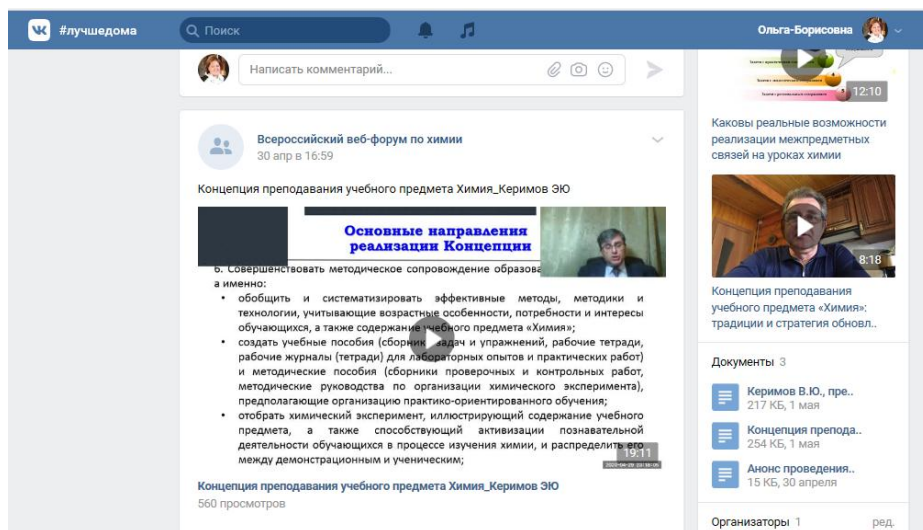 #лучшедома
Поиск
Ольга-Борисовна
Написать комментарий...
Всероссийский веб-форум по химии
30 апр в 16:59
Концепция преподавания учебного предмета Химия_Керимов ЭЮ
Основные направления
реализации Концепции
6. Совершенствовать методическое сопровождение образова
а именно:
• обобщить и систематизировать эффективные методы, методики и
технологии, учитывающие возрастные особенности, потребности и интересы
обучающихся, а также содержание учебного предмета «Химия»;
• создать учебные пособия (сборник задач и упражнений, рабочие тетради,
рабочие журналы (тетради) для лабораторных опытов и практических работ)
и методические пособия (сборники проверочных и контрольных работ,
методические руководства по организации химического эксперимента),
предполагающие организацию практико-ориентированного обучения;
• отобрать химический эксперимент, иллюстрирующий содержание учебного
предмета, а также способствующий активизации познавательной
деятельности обучающихся в процессе изучения химии, и распределить его
между демонстрационным и ученическим;
19:11
Концепция преподавания учебного предмета Химия_Керимов ЭЮ
560 просмотров
12:10
Каковы реальные возможности
реализации межпредметных
связей на уроках химии
8:18
Концепция преподавания
учебного предмета «Химия»:
традиции и стратегия обновл..
Документы 3
Керимов В.Ю., пре..
217 КБ, 1 мая
Концепция препода..
254 КБ, 1 мая
Анонс проведения..
15 КБ, 30 апреля
Организаторы 1
ред.